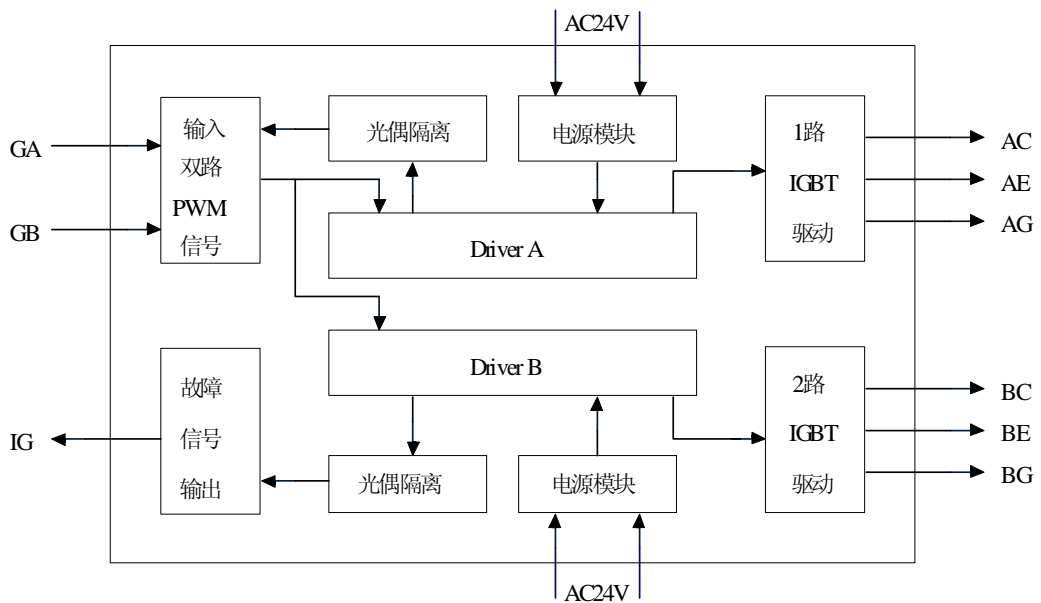 AC24V
GA
GB
输入
双路
PWM
信号
光偶隔离
电源模块
1路
IGBT
驱动
AC
AE
AG
Driver A
Driver B
故障
信号
输出
IG
光偶隔离
电源模块
2路
IGBT
驱动
BC
BE
BG
AC24V